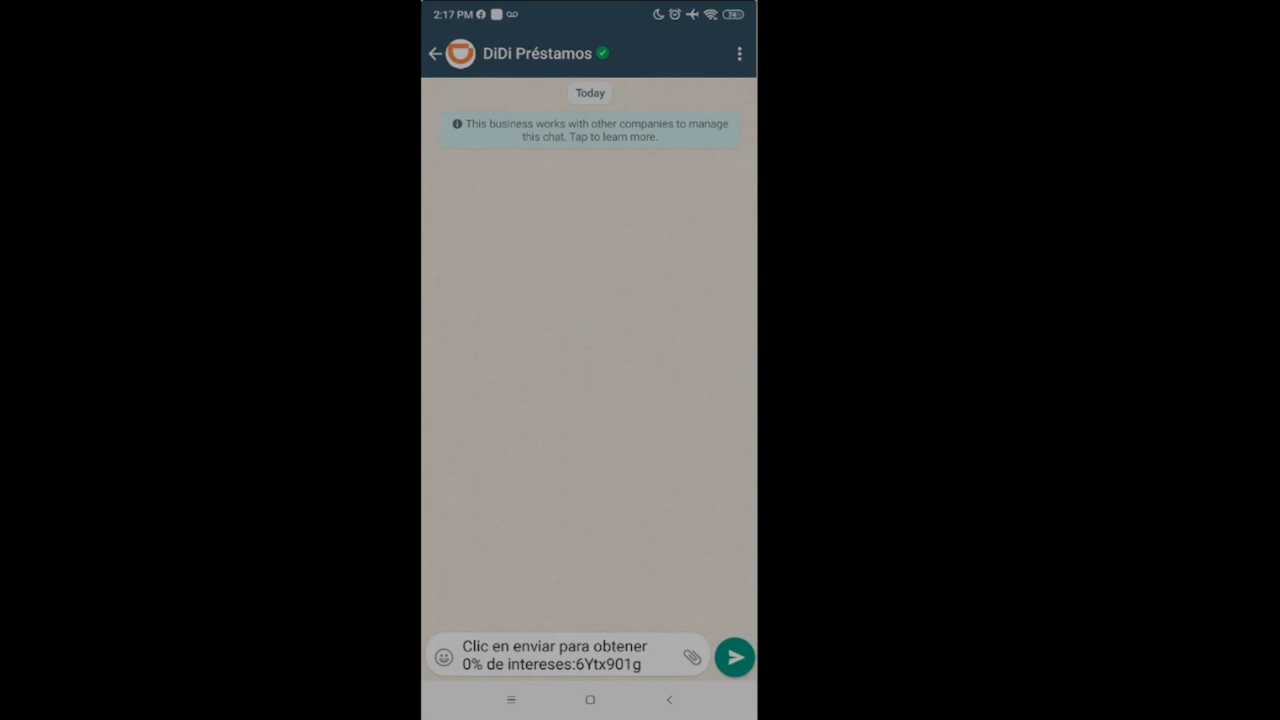 2:17 PM
74
DiDi Préstamos
Today
This business works with other companies to manage
this chat. Tap to learn more.
Clic en enviar para obtener
0% de intereses:6Ytx901g